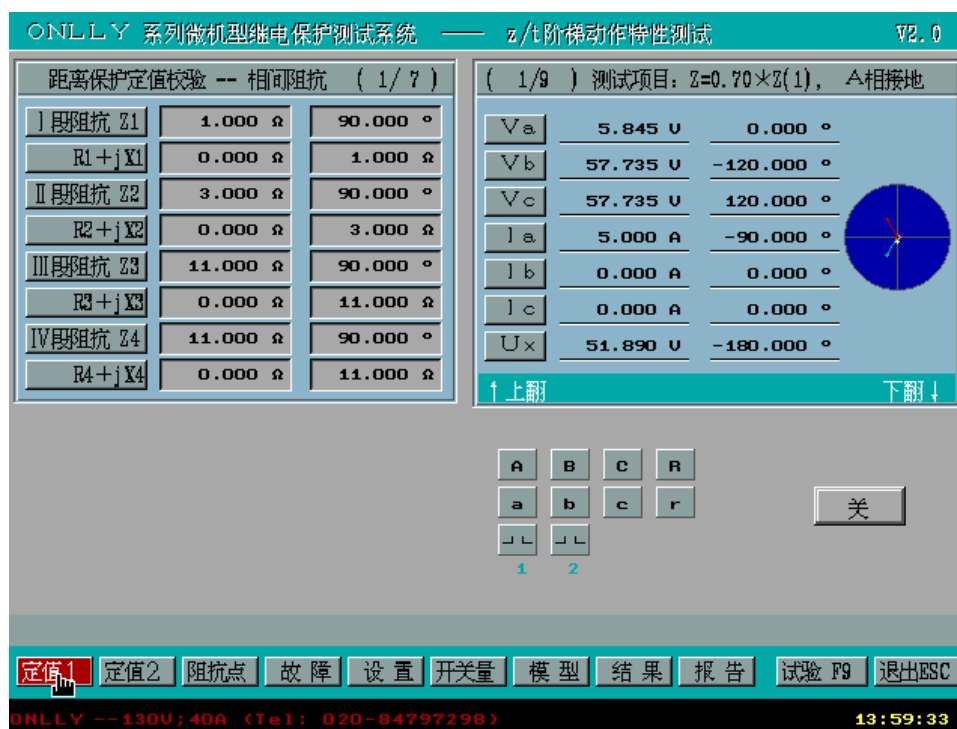 ONLLY 系列微机型继电保护测试系统 —— z/t阶梯动作特性测试 V2.0
距离保护定值校验 -- 相间阻抗 ( 1/ 7 )
Ⅰ段阻抗 Z1 1.000 Ω 90.000 °
R1+jX1 0.000 Ω 1.000 Ω
Ⅱ段阻抗 Z2 3.000 Ω 90.000 °
R2+jX2 0.000 Ω 3.000 Ω
Ⅲ段阻抗 Z3 11.000 Ω 90.000 °
R3+jX3 0.000 Ω 11.000 Ω
Ⅳ段阻抗 Z4 11.000 Ω 90.000 °
R4+jX4 0.000 Ω 11.000 Ω
( 1/9 ) 测试项目: Z=0.70×Z(1), A相接地
Va 5.845 V 0.000 °
Vb 57.735 V -120.000 °
Vc 57.735 V 120.000 °
Ia 5.000 A -90.000 °
Ib 0.000 A 0.000 °
Ic 0.000 A 0.000 °
Ux 51.890 V -180.000 °
↑上翻 下翻↓
A B C R
a b c r
1 2
关
定值1 定值2 阻抗点 故障 设置 开关量 模型 结果 报告 试验 F9 退出ESC
ONLLY --130V;40A (Tel: 020-84797298) 13:59:33